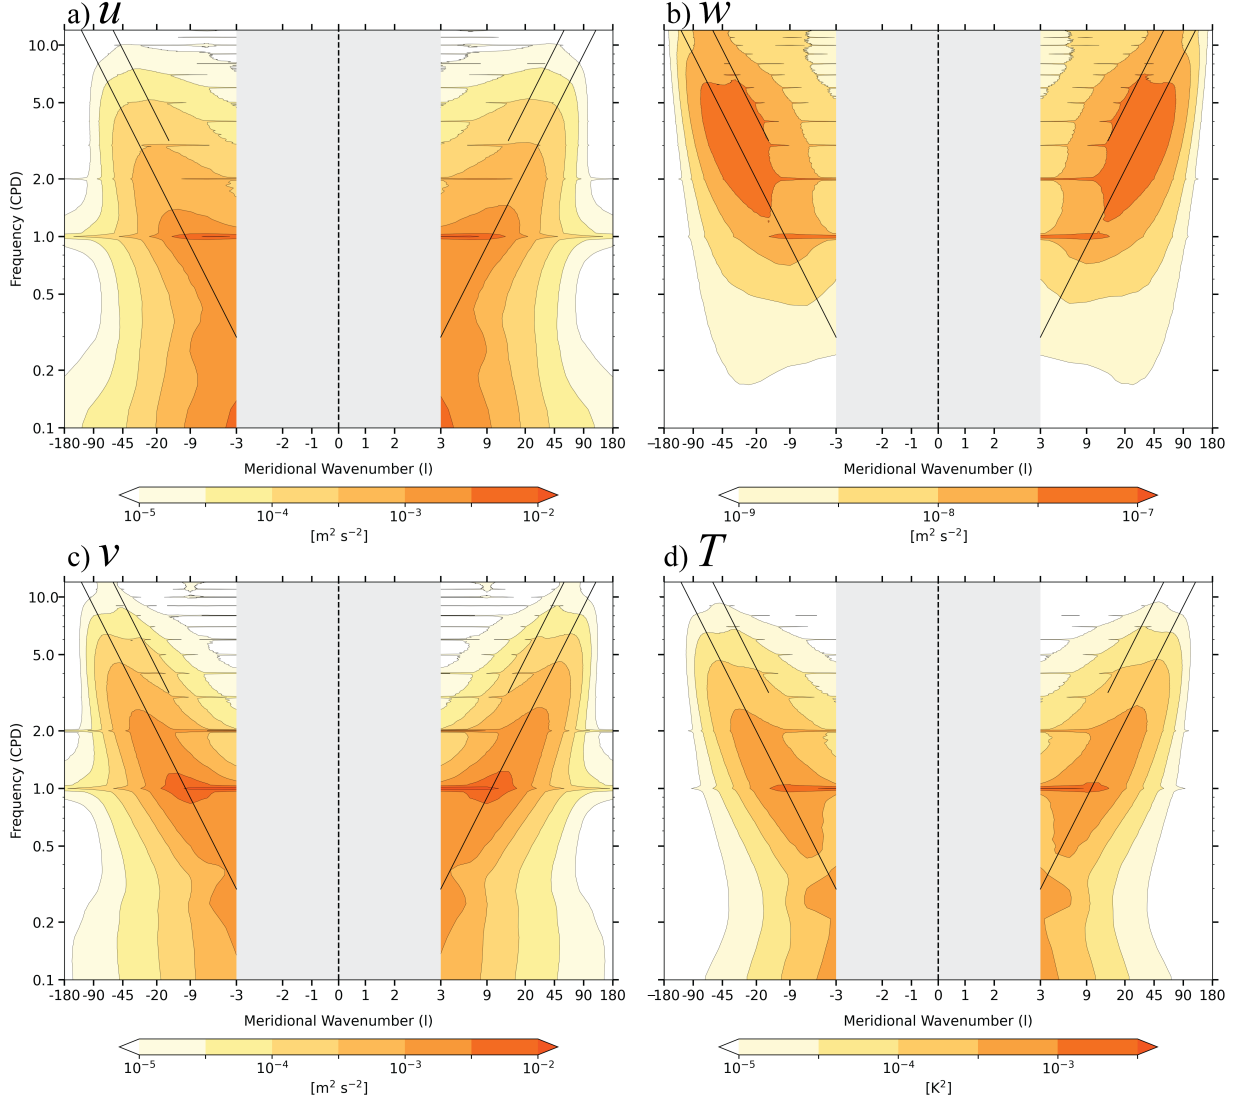 a) u
b) w
10.0
5.0
2.0
1.0
0.5
0.2
0.1
Frequency (CPD)
-180 -90 -45 -20 -9 -3 -2 -1 0 1 2 3 9 20 45 90 180
−180 -90 -45 -20 -9 -3 -2 -1 0 1 2 3 9 20 45 90 180
Meridional Wavenumber (l)
Meridional Wavenumber (l)
10⁻⁵ 10⁻⁴ 10⁻³ 10⁻²
10⁻⁹ 10⁻⁸ 10⁻⁷
[m² s⁻²]
[m² s⁻²]
c) v
d) T
10.0
5.0
2.0
1.0
0.5
0.2
0.1
Frequency (CPD)
-180 -90 -45 -20 -9 -3 -2 -1 0 1 2 3 9 20 45 90 180
−180 -90 -45 -20 -9 -3 -2 -1 0 1 2 3 9 20 45 90 180
Meridional Wavenumber (l)
Meridional Wavenumber (l)
10⁻⁵ 10⁻⁴ 10⁻³ 10⁻²
10⁻⁵ 10⁻⁴ 10⁻³
[m² s⁻²]
[K²]